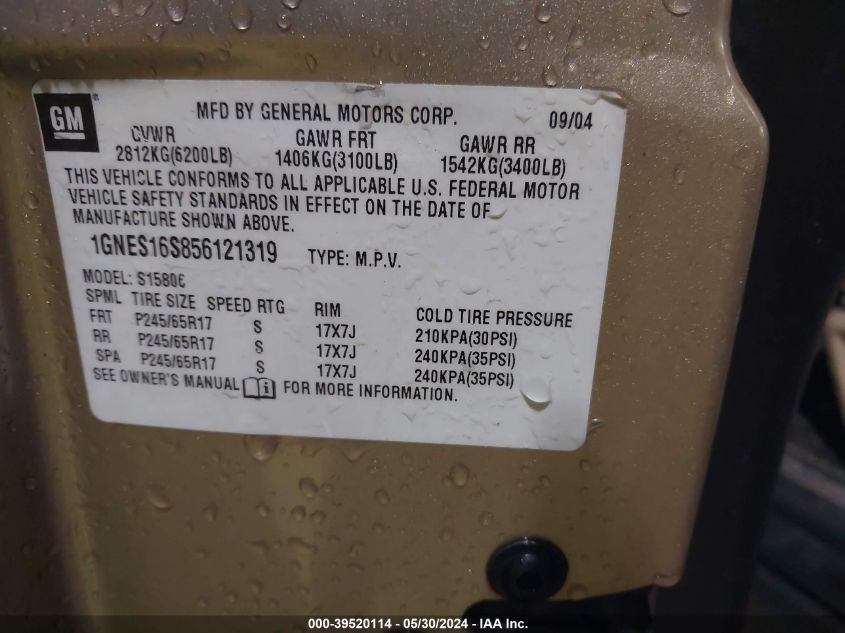 GM®
MFD BY GENERAL MOTORS CORP. 09/04
GVWR GAWR FRT GAWR RR
2812KG(6200LB) 1406KG(3100LB) 1542KG(3400LB)
THIS VEHICLE CONFORMS TO ALL APPLICABLE U.S. FEDERAL MOTOR
VEHICLE SAFETY STANDARDS IN EFFECT ON THE DATE OF
MANUFACTURE SHOWN ABOVE.
1GNES16S856121319 TYPE: M.P.V.
MODEL: S15806
SPML TIRE SIZE SPEED RTG RIM COLD TIRE PRESSURE
FRT P245/65R17 S 17X7J 210KPA(30PSI)
RR P245/65R17 S 17X7J 240KPA(35PSI)
SPA P245/65R17 S 17X7J 240KPA(35PSI)
SEE OWNER'S MANUAL FOR MORE INFORMATION.
000-39520114 - 05/30/2024 - IAA Inc.